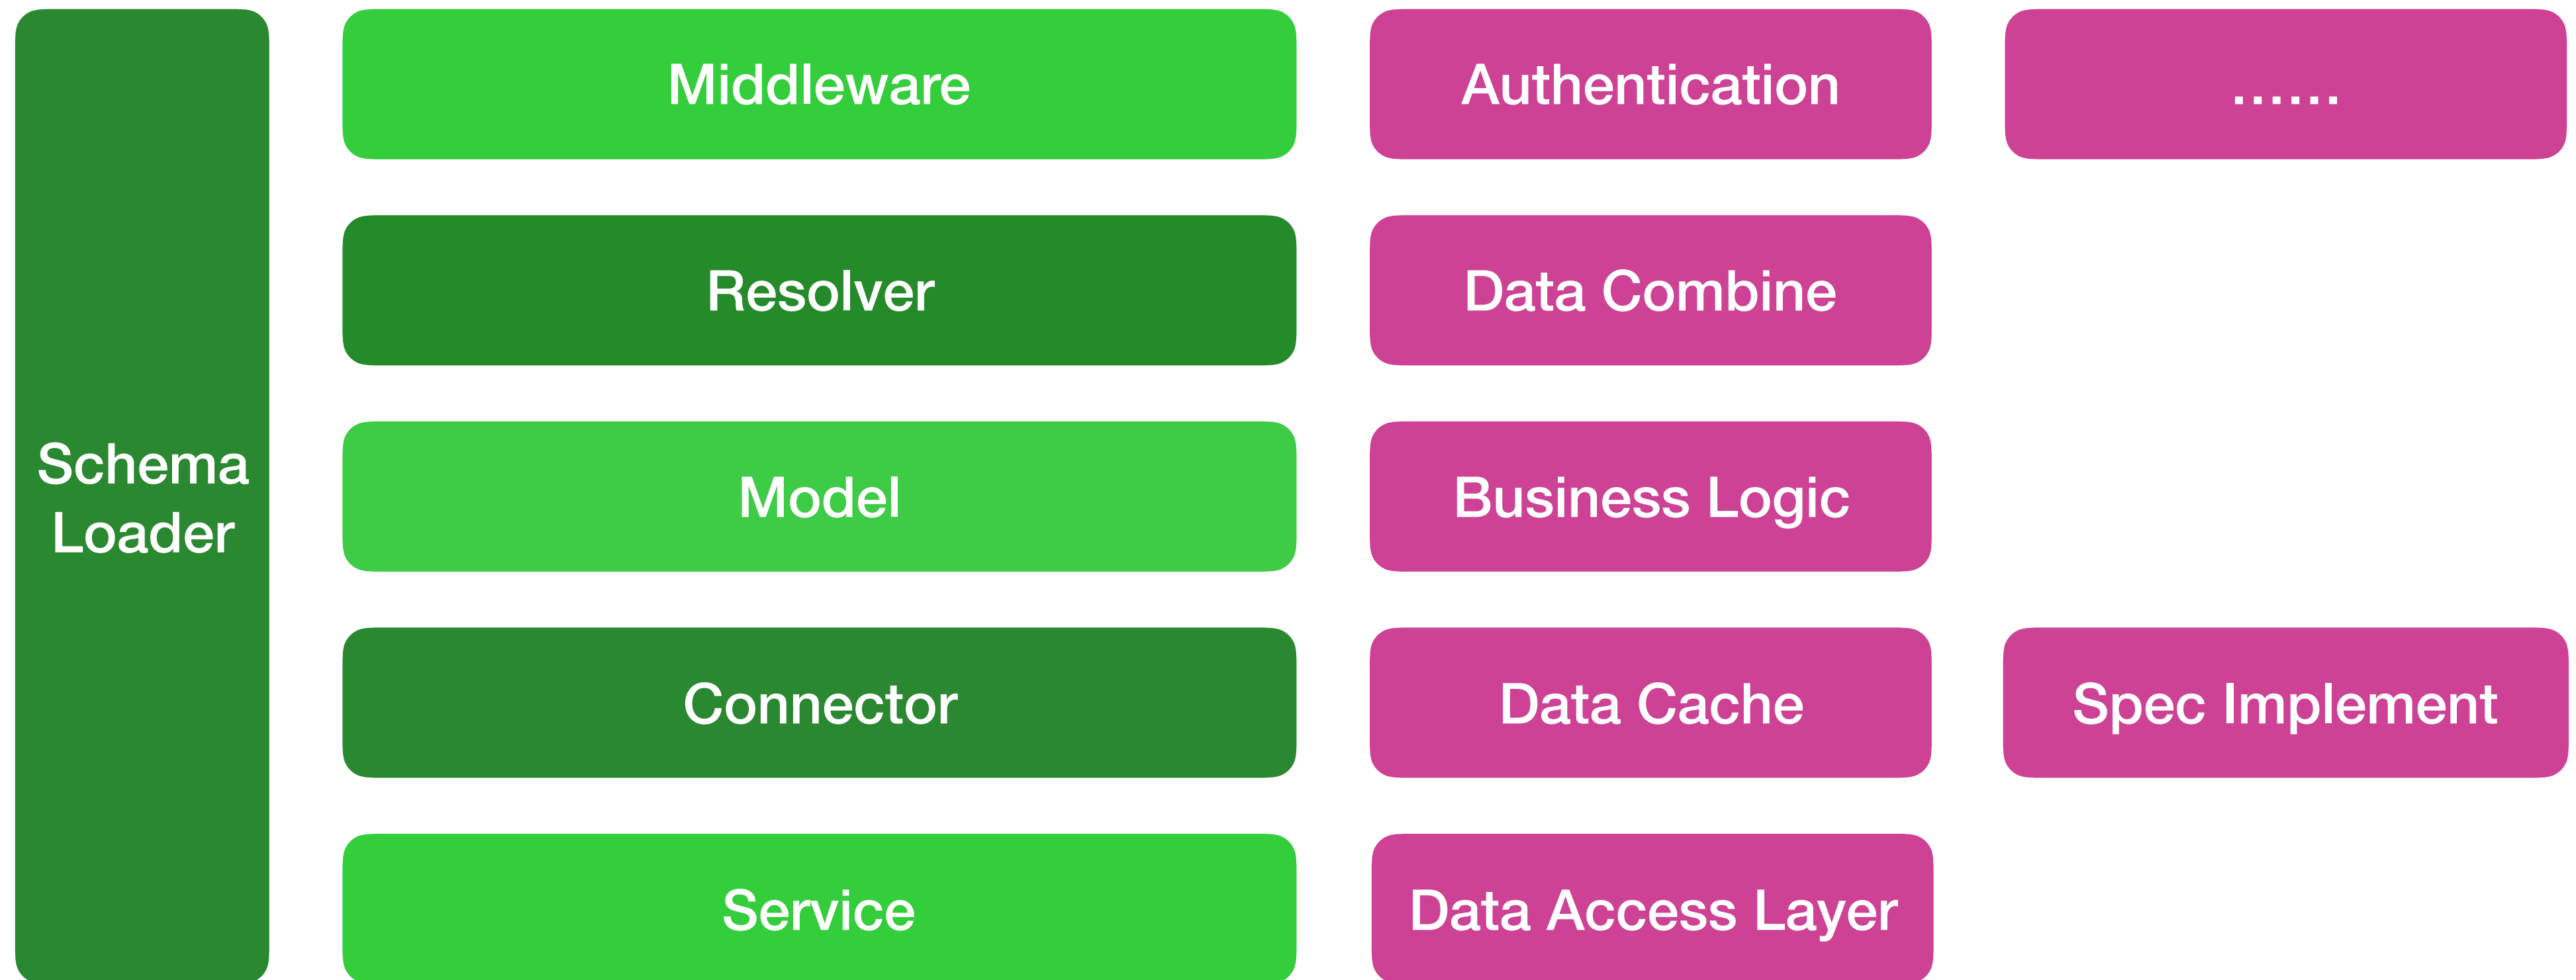 Schema
Loader
Middleware
Authentication
......
Resolver
Data Combine
Model
Business Logic
Connector
Data Cache
Spec Implement
Service
Data Access Layer